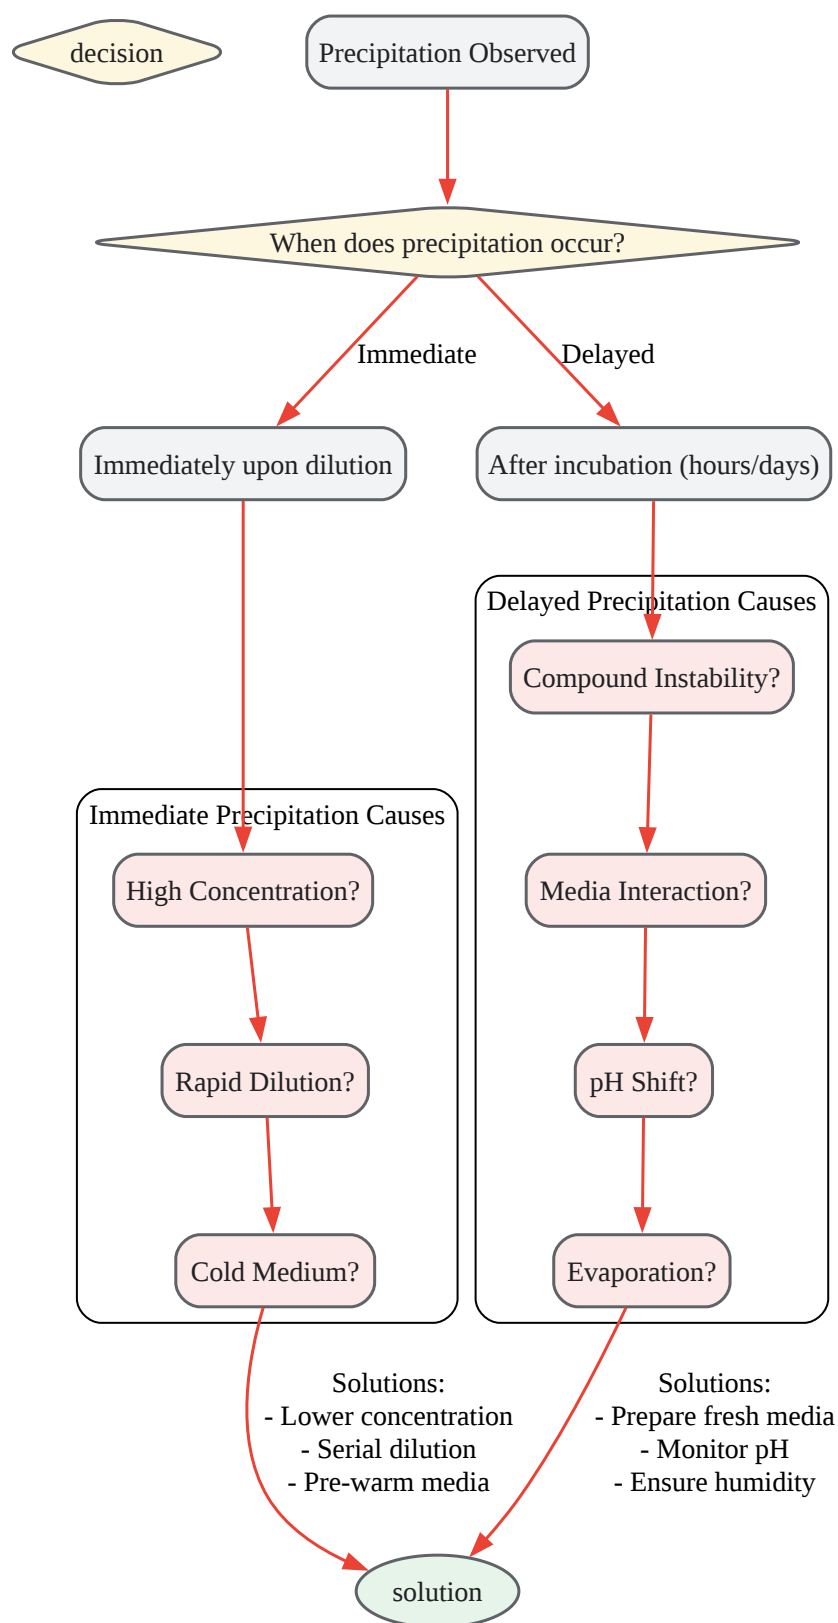 decision
Precipitation Observed
When does precipitation occur?
Immediate
Delayed
Immediately upon dilution
After incubation (hours/days)
Delayed Precipitation Causes
Compound Instability?
Immediate Precipitation Causes
High Concentration?
Media Interaction?
Rapid Dilution?
pH Shift?
Cold Medium?
Evaporation?
Solutions:
- Lower concentration
- Serial dilution
- Pre-warm media
Solutions:
- Prepare fresh media
- Monitor pH
- Ensure humidity
solution